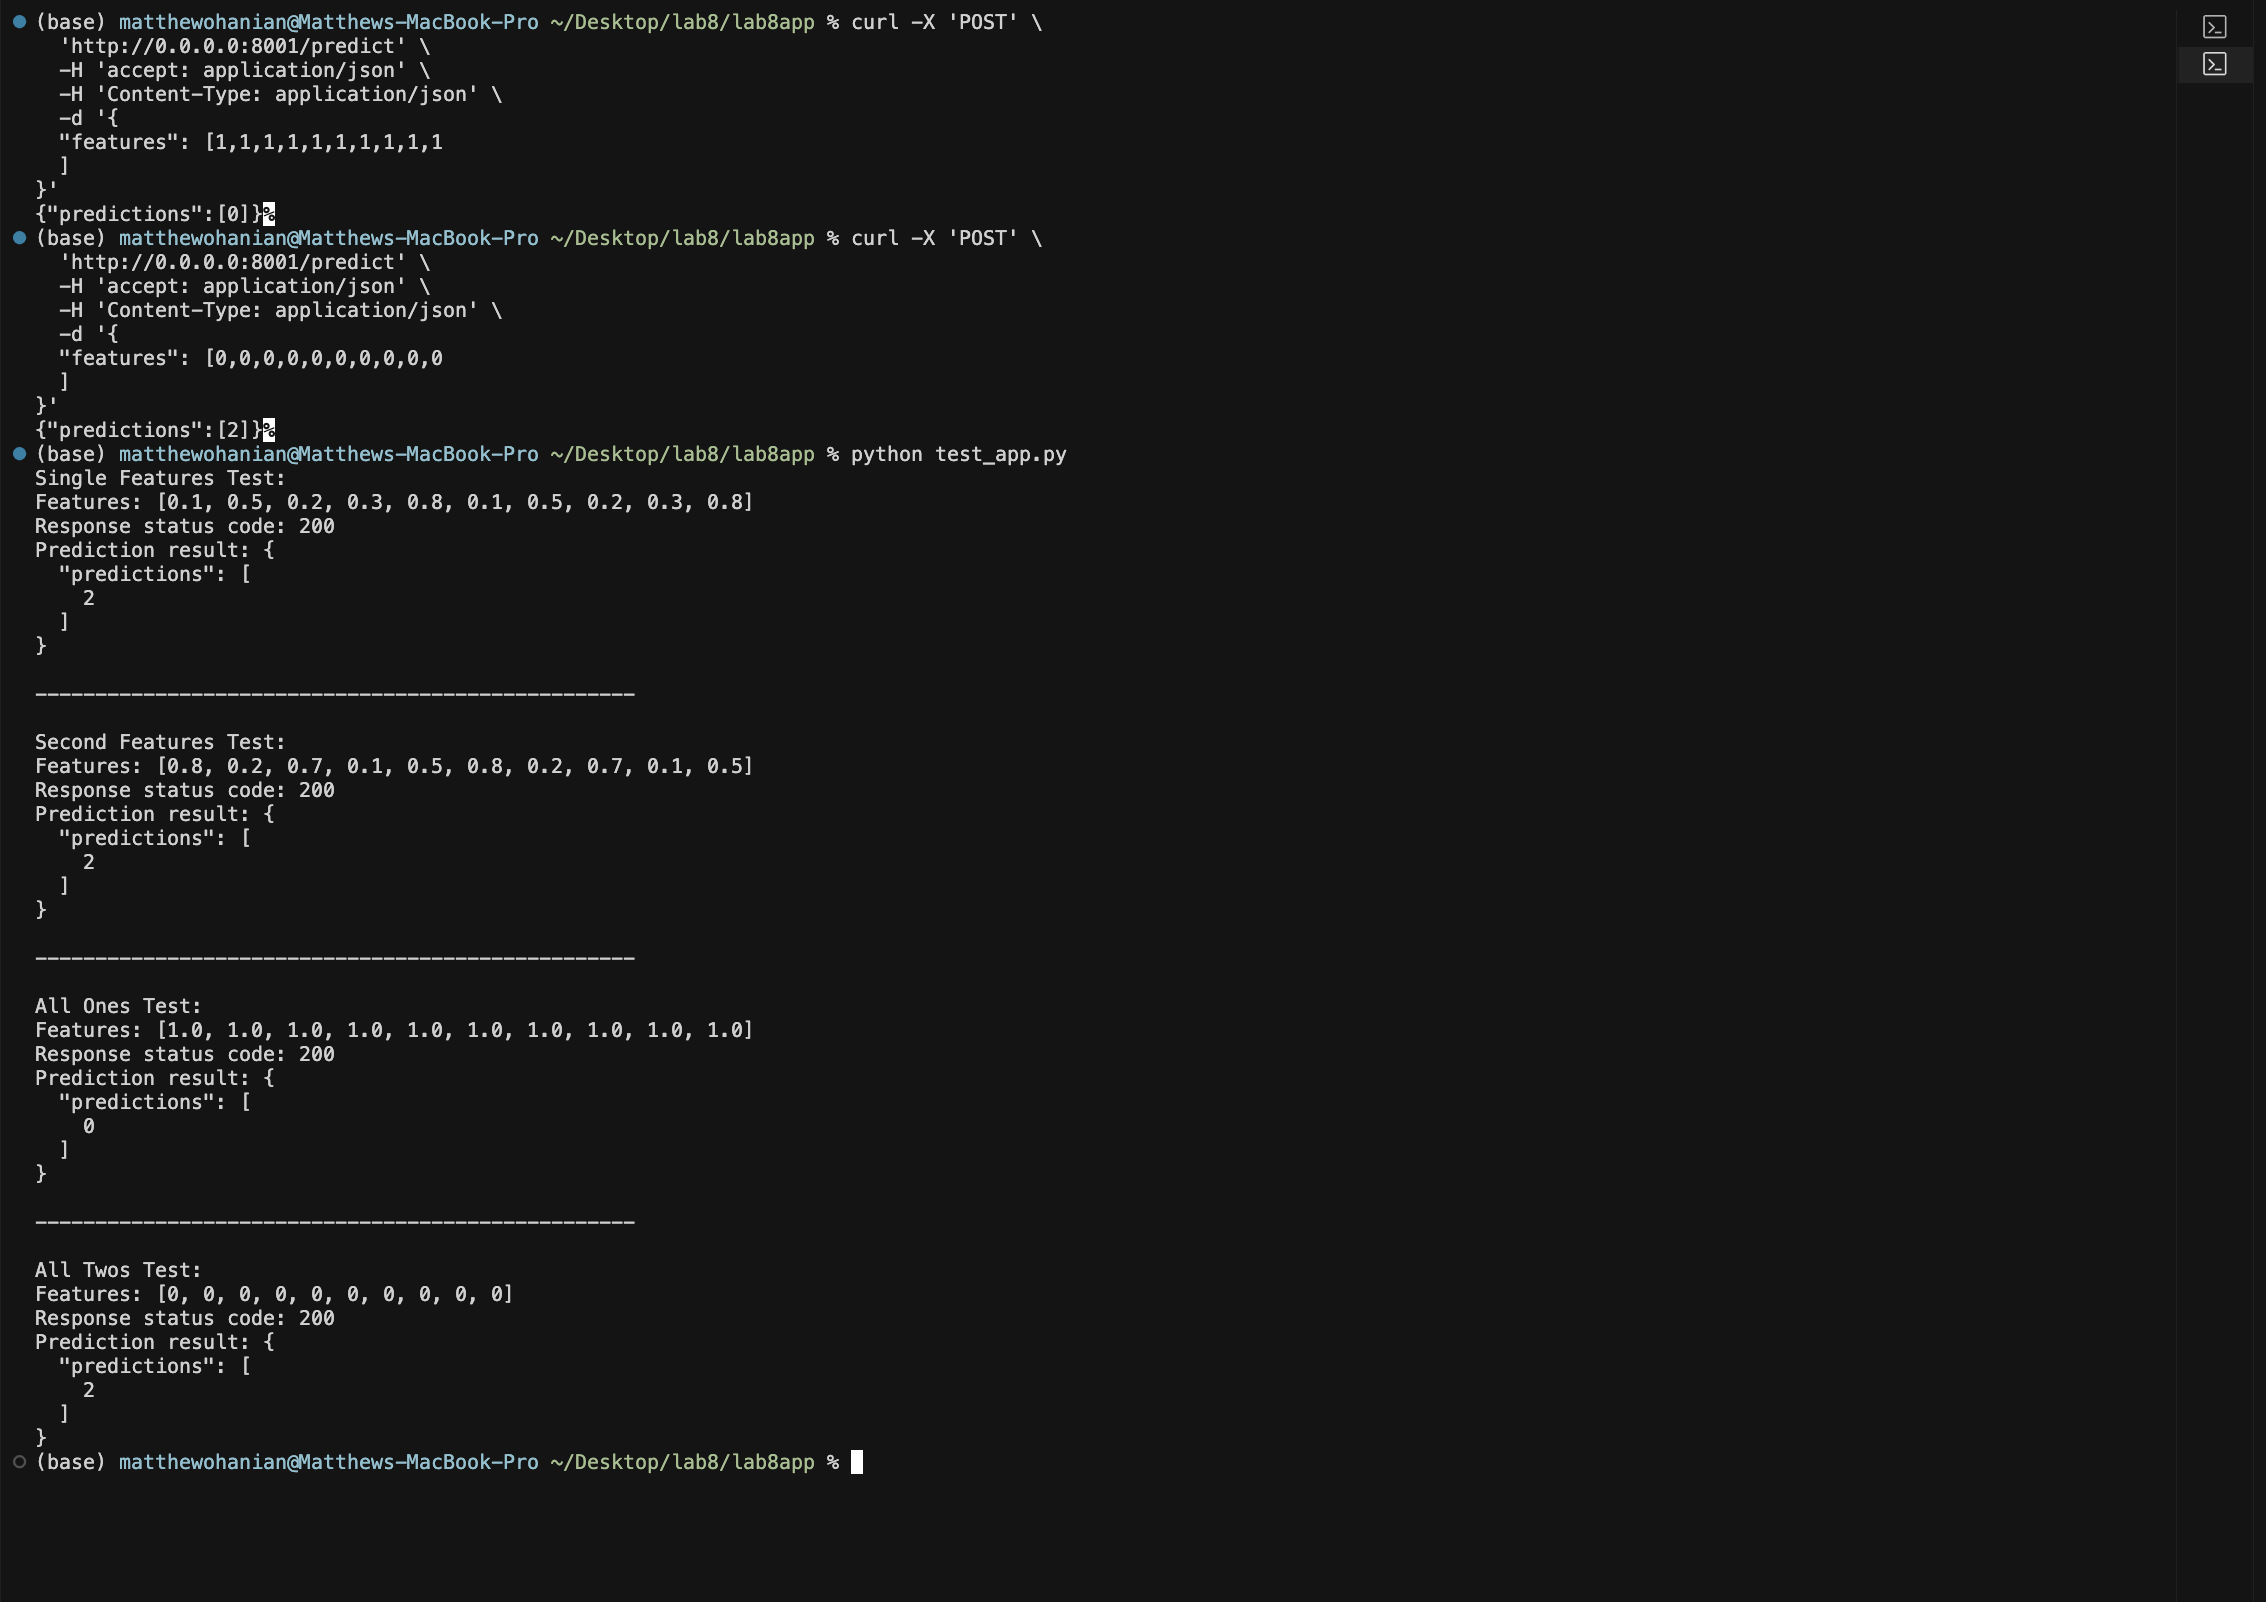 (base) matthewohanian@Matthews-MacBook-Pro ~/Desktop/lab8/lab8app % curl -X 'POST' \
  'http://0.0.0.0:8001/predict' \
  -H 'accept: application/json' \
  -H 'Content-Type: application/json' \
  -d '{
  "features": [1,1,1,1,1,1,1,1,1,1
  ]
}'
{"predictions":[0]}%
(base) matthewohanian@Matthews-MacBook-Pro ~/Desktop/lab8/lab8app % curl -X 'POST' \
  'http://0.0.0.0:8001/predict' \
  -H 'accept: application/json' \
  -H 'Content-Type: application/json' \
  -d '{
  "features": [0,0,0,0,0,0,0,0,0,0
  ]
}'
{"predictions":[2]}%
(base) matthewohanian@Matthews-MacBook-Pro ~/Desktop/lab8/lab8app % python test_app.py
Single Features Test:
Features: [0.1, 0.5, 0.2, 0.3, 0.8, 0.1, 0.5, 0.2, 0.3, 0.8]
Response status code: 200
Prediction result: {
  "predictions": [
    2
  ]
}
--------------------------------------------------
Second Features Test:
Features: [0.8, 0.2, 0.7, 0.1, 0.5, 0.8, 0.2, 0.7, 0.1, 0.5]
Response status code: 200
Prediction result: {
  "predictions": [
    2
  ]
}
--------------------------------------------------
All Ones Test:
Features: [1.0, 1.0, 1.0, 1.0, 1.0, 1.0, 1.0, 1.0, 1.0, 1.0]
Response status code: 200
Prediction result: {
  "predictions": [
    0
  ]
}
--------------------------------------------------
All Twos Test:
Features: [0, 0, 0, 0, 0, 0, 0, 0, 0, 0]
Response status code: 200
Prediction result: {
  "predictions": [
    2
  ]
}
(base) matthewohanian@Matthews-MacBook-Pro ~/Desktop/lab8/lab8app %